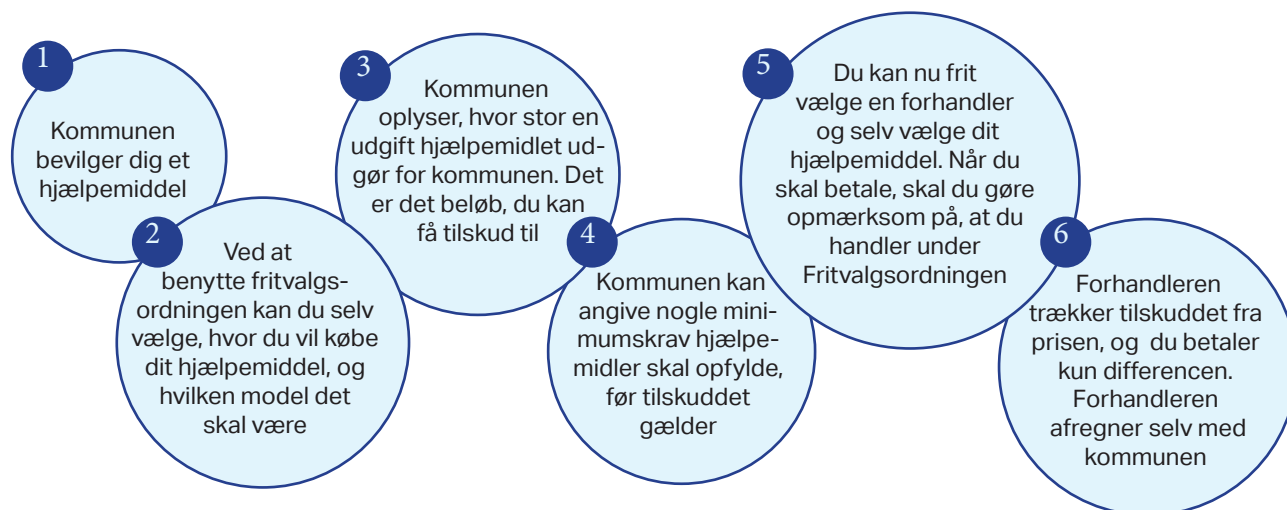 1
Kommunen
bevilger dig et
hjælpemiddel
2
Ved at
benytte fritvalgs-
ordningen kan du selv
vælge, hvor du vil købe
dit hjælpemiddel, og
hvilken model det
skal være
3
Kommunen
oplyser, hvor stor en
udgift hjælpemidlet ud-
gør for kommunen. Det
er det beløb, du kan
få tilskud til
4
Kommunen kan
angive nogle mini-
mumskrav hjælpe-
midler skal opfylde,
før tilskuddet
gælder
5
Du kan nu frit
vælge en forhandler
og selv vælge dit
hjælpemiddel. Når du
skal betale, skal du gøre
opmærksom på, at du
handler under
Fritvalgsordningen
6
Forhandleren
trækker tilskuddet fra
prisen, og du betaler
kun differencen.
Forhandleren
afregner selv med
kommunen